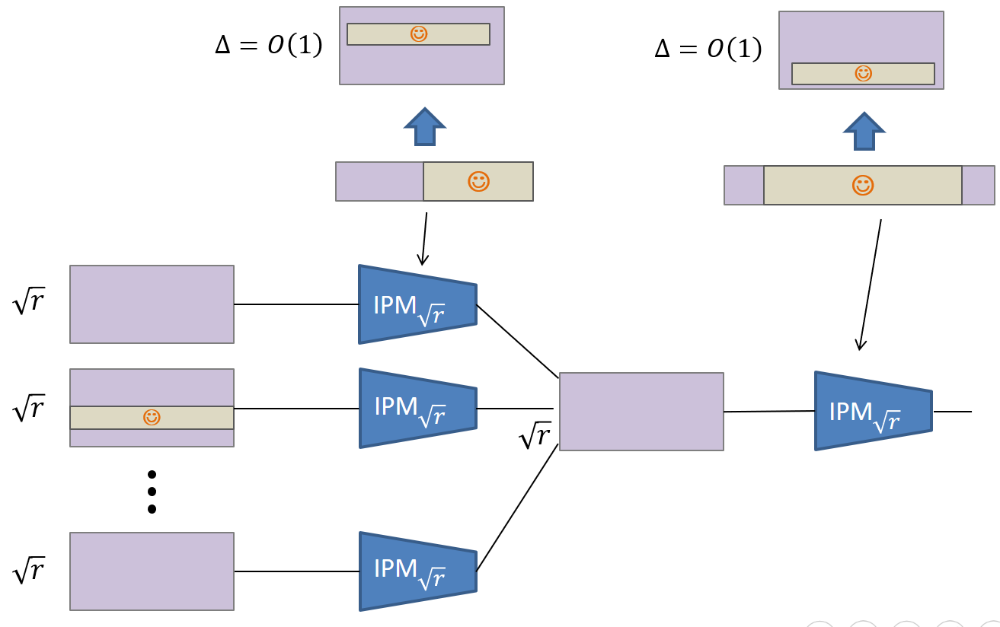 Δ = O(1)
Δ = O(1)
√r
IPM√r
√r
IPM√r
√r
IPM√r
√r
IPM√r